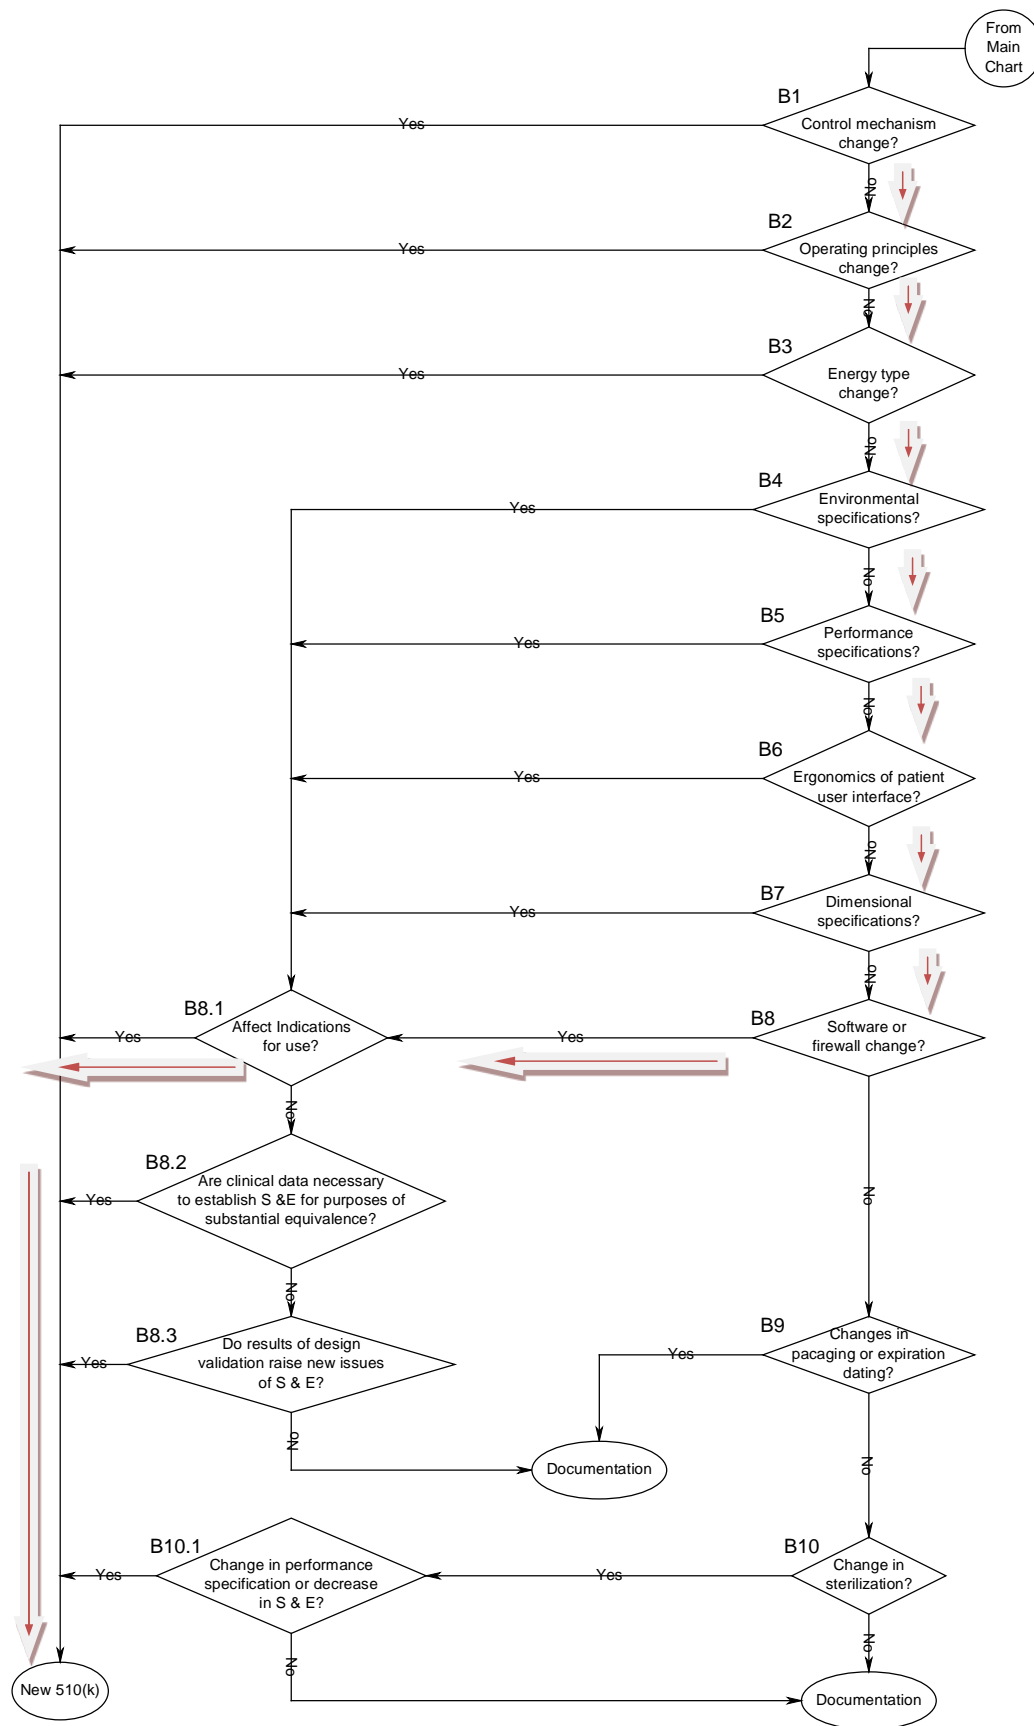 From
Main
Chart
B1
Control mechanism
change?
Yes
No
B2
Operating principles
change?
Yes
No
B3
Energy type
change?
Yes
No
B4
Environmental
specifications?
Yes
No
B5
Performance
specifications?
Yes
No
B6
Ergonomics of patient
user interface?
Yes
No
B7
Dimensional
specifications?
Yes
No
B8
Software or
firewall change?
Yes
No
B8.1
Affect Indications
for use?
Yes
No
B8.2
Are clinical data necessary
to establish S &E for purposes of
substantial equivalence?
Yes
No
B8.3
Do results of design
validation raise new issues
of S & E?
Yes
No
B9
Changes in
pacaging or expiration
dating?
Yes
No
Documentation
B10
Change in
sterilization?
Yes
No
B10.1
Change in performance
specification or decrease
in S & E?
Yes
No
New 510(k)
Documentation